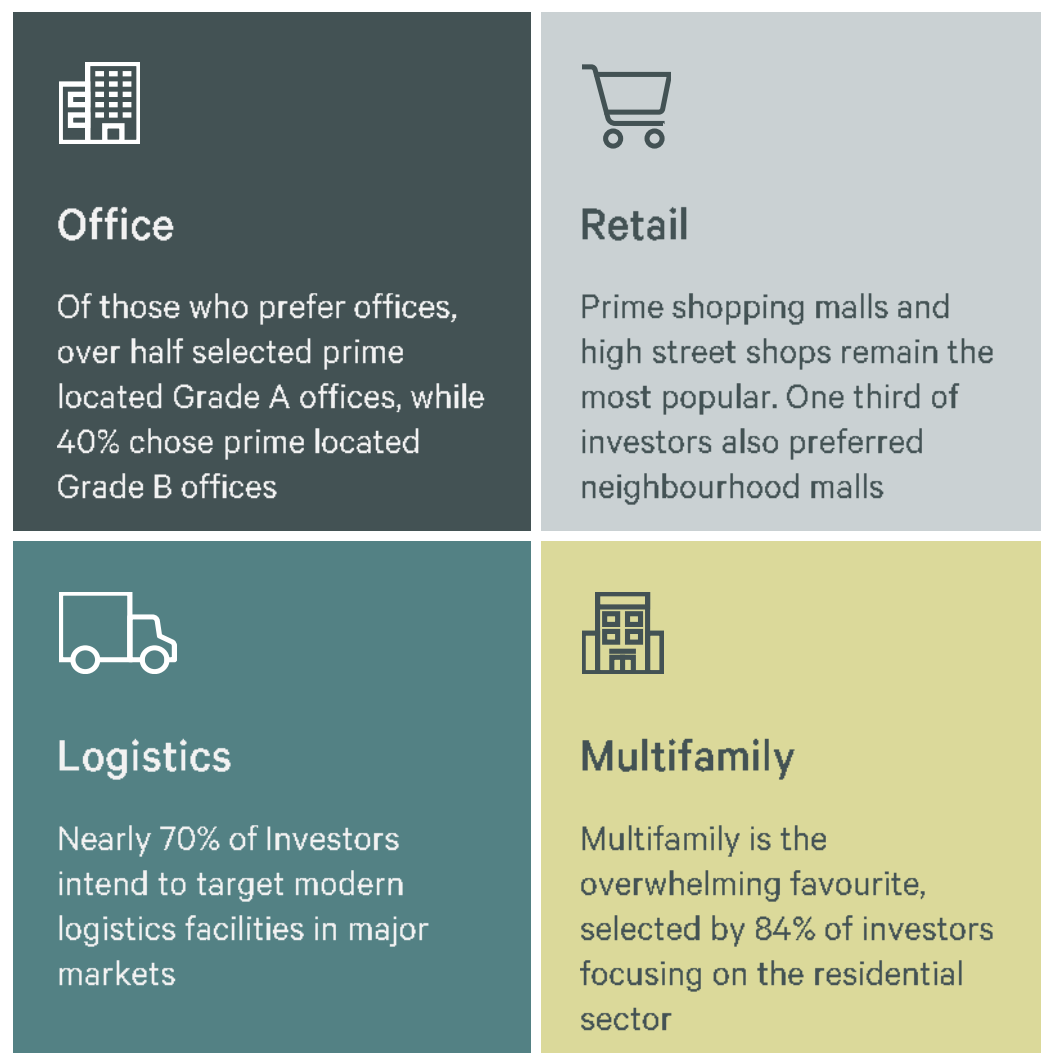 Office
Of those who prefer offices,
over half selected prime
located Grade A offices, while
40% chose prime located
Grade B offices
Retail
Prime shopping malls and
high street shops remain the
most popular. One third of
investors also preferred
neighbourhood malls
Logistics
Nearly 70% of Investors
intend to target modern
logistics facilities in major
markets
Multifamily
Multifamily is the
overwhelming favourite,
selected by 84% of investors
focusing on the residential
sector